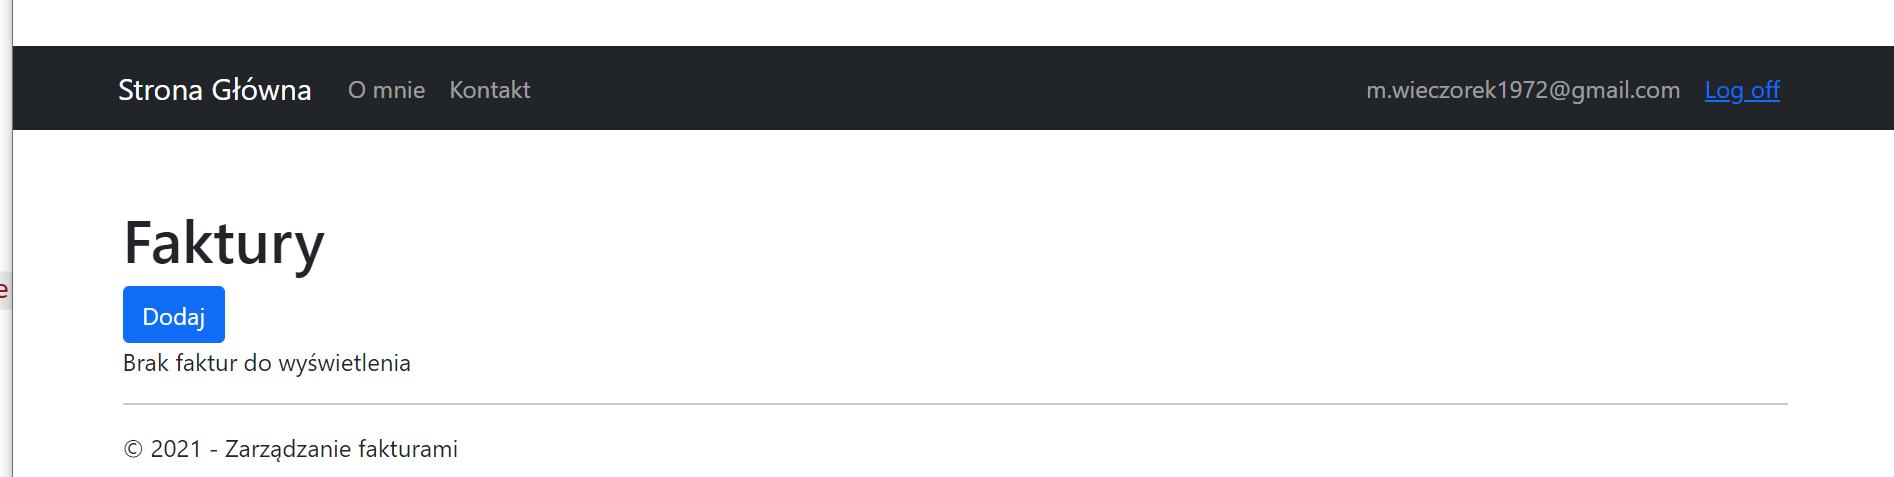 Strona Główna O mnie Kontakt m.wieczorek1972@gmail.com Log off
Faktury
e
Dodaj
Brak faktur do wyświetlenia
© 2021 - Zarządzanie fakturami